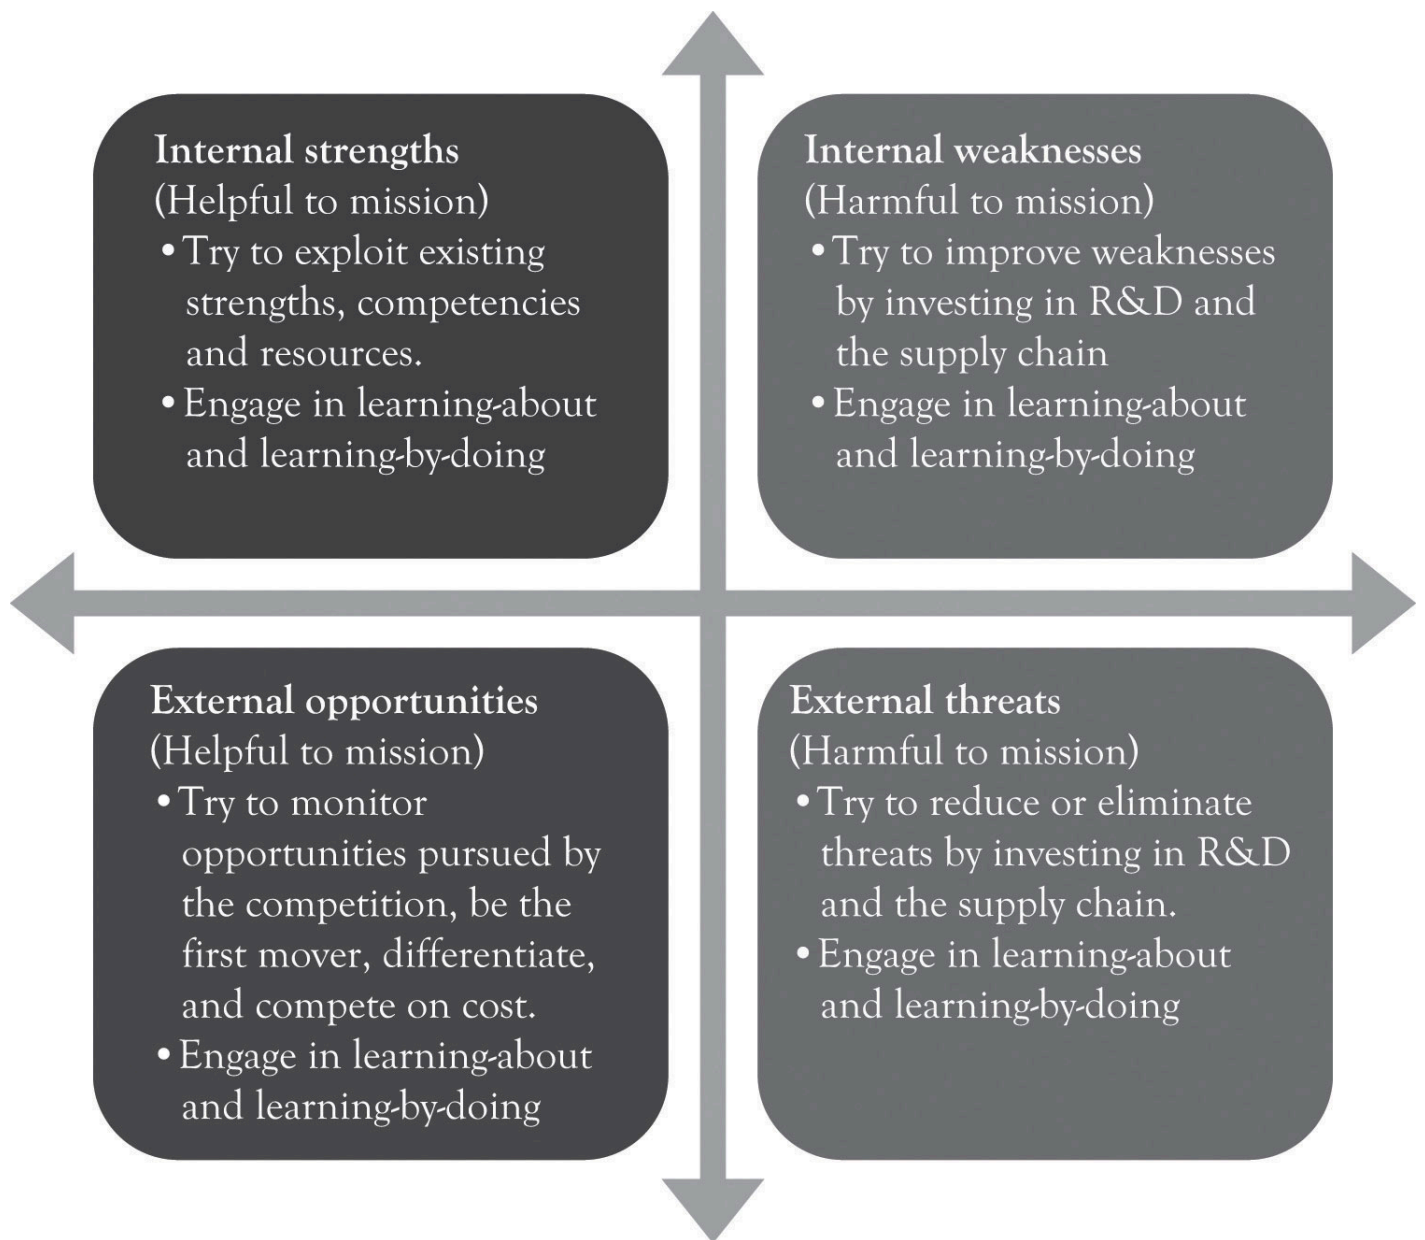 Internal strengths
(Helpful to mission)
• Try to exploit existing
strengths, competencies
and resources.
• Engage in learning-about
and learning-by-doing
Internal weaknesses
(Harmful to mission)
• Try to improve weaknesses
by investing in R&D and
the supply chain
• Engage in learning-about
and learning-by-doing
External opportunities
(Helpful to mission)
• Try to monitor
opportunities pursued by
the competition, be the
first mover, differentiate,
and compete on cost.
• Engage in learning-about
and learning-by-doing
External threats
(Harmful to mission)
• Try to reduce or eliminate
threats by investing in R&D
and the supply chain.
• Engage in learning-about
and learning-by-doing